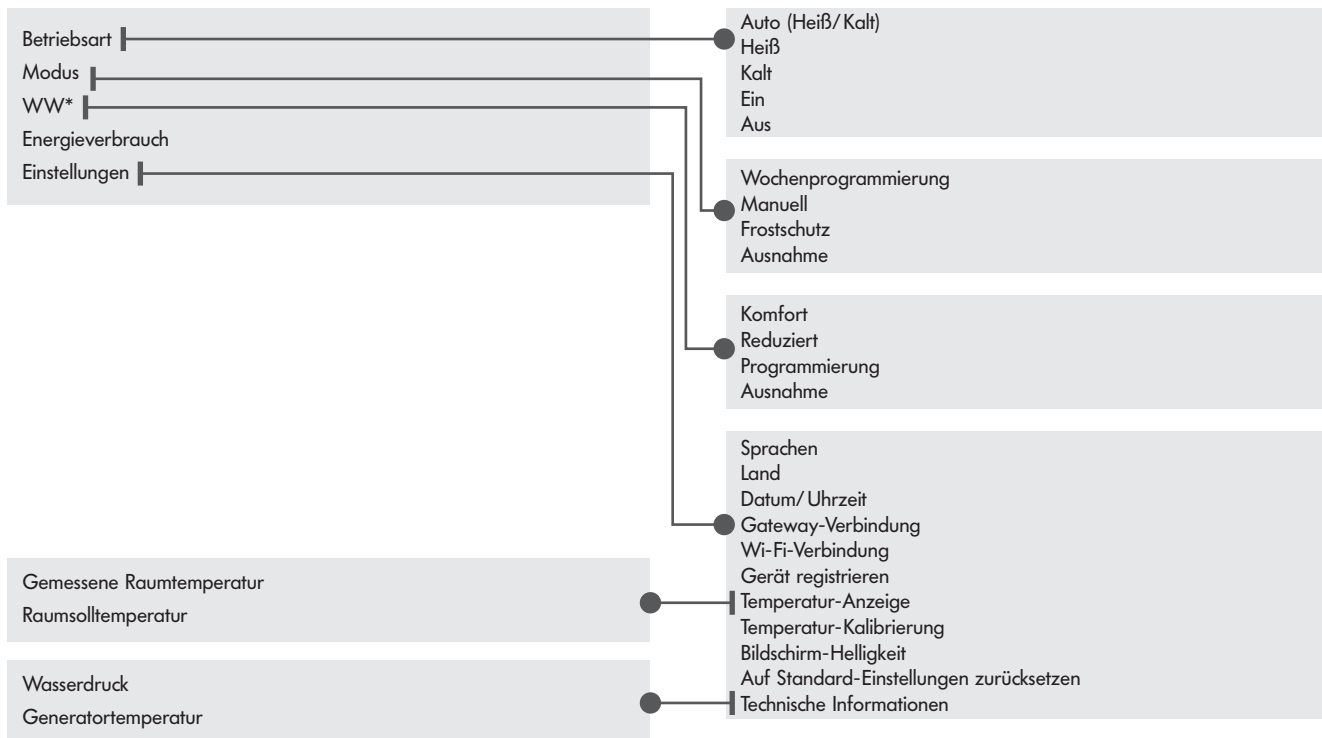 Betriebsart
Modus
WW*
Energieverbrauch
Einstellungen
Auto (Heiß/Kalt)
Heiß
Kalt
Ein
Aus
Wochenprogrammierung
Manuell
Frostschutz
Ausnahme
Komfort
Reduziert
Programmierung
Ausnahme
Sprachen
Land
Datum/Uhrzeit
Gateway-Verbindung
Wi-Fi-Verbindung
Gerät registrieren
Temperatur-Anzeige
Temperatur-Kalibrierung
Bildschirm-Helligkeit
Auf Standard-Einstellungen zurücksetzen
Technische Informationen
Gemessene Raumtemperatur
Raumsolltemperatur
Wasserdruck
Generatortemperatur